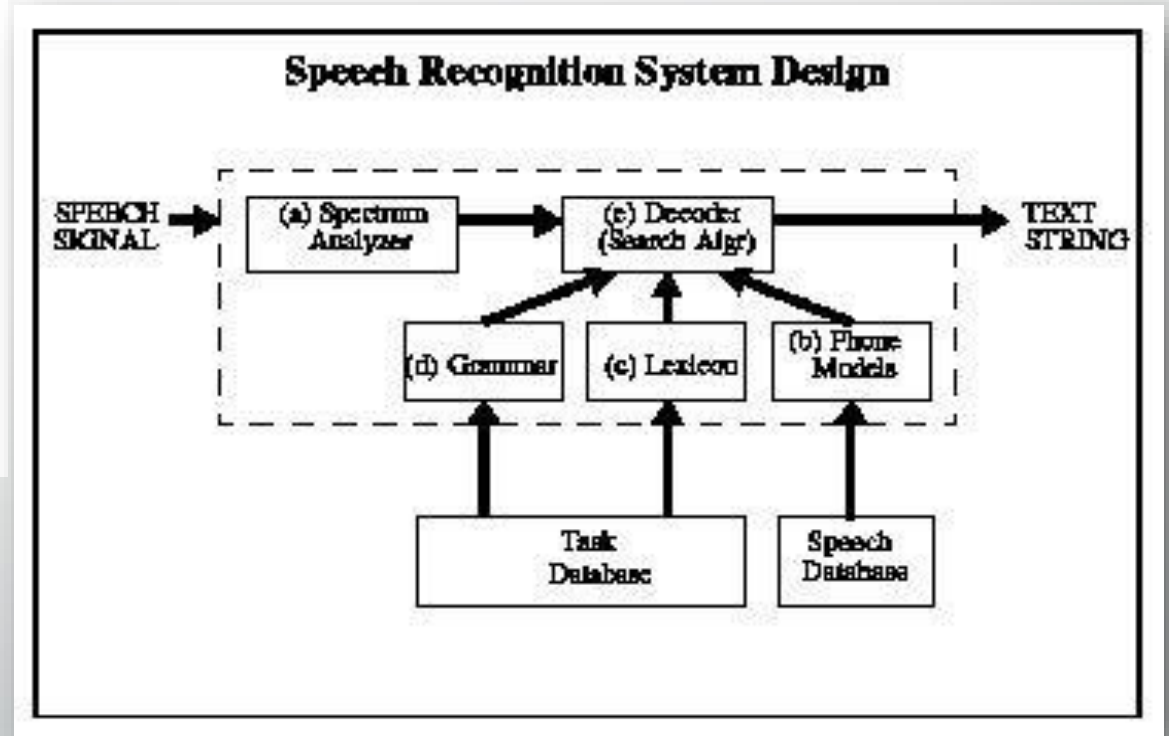 Speech Recognition System Design
SPEECH
SIGNAL
(a) Spectrum
Analyzer
(e) Decoder
(Search Algr)
TEXT
STRING
(d) Grammar
(c) Lexicon
(b) Phone
Models
Task
Database
Speech
Database